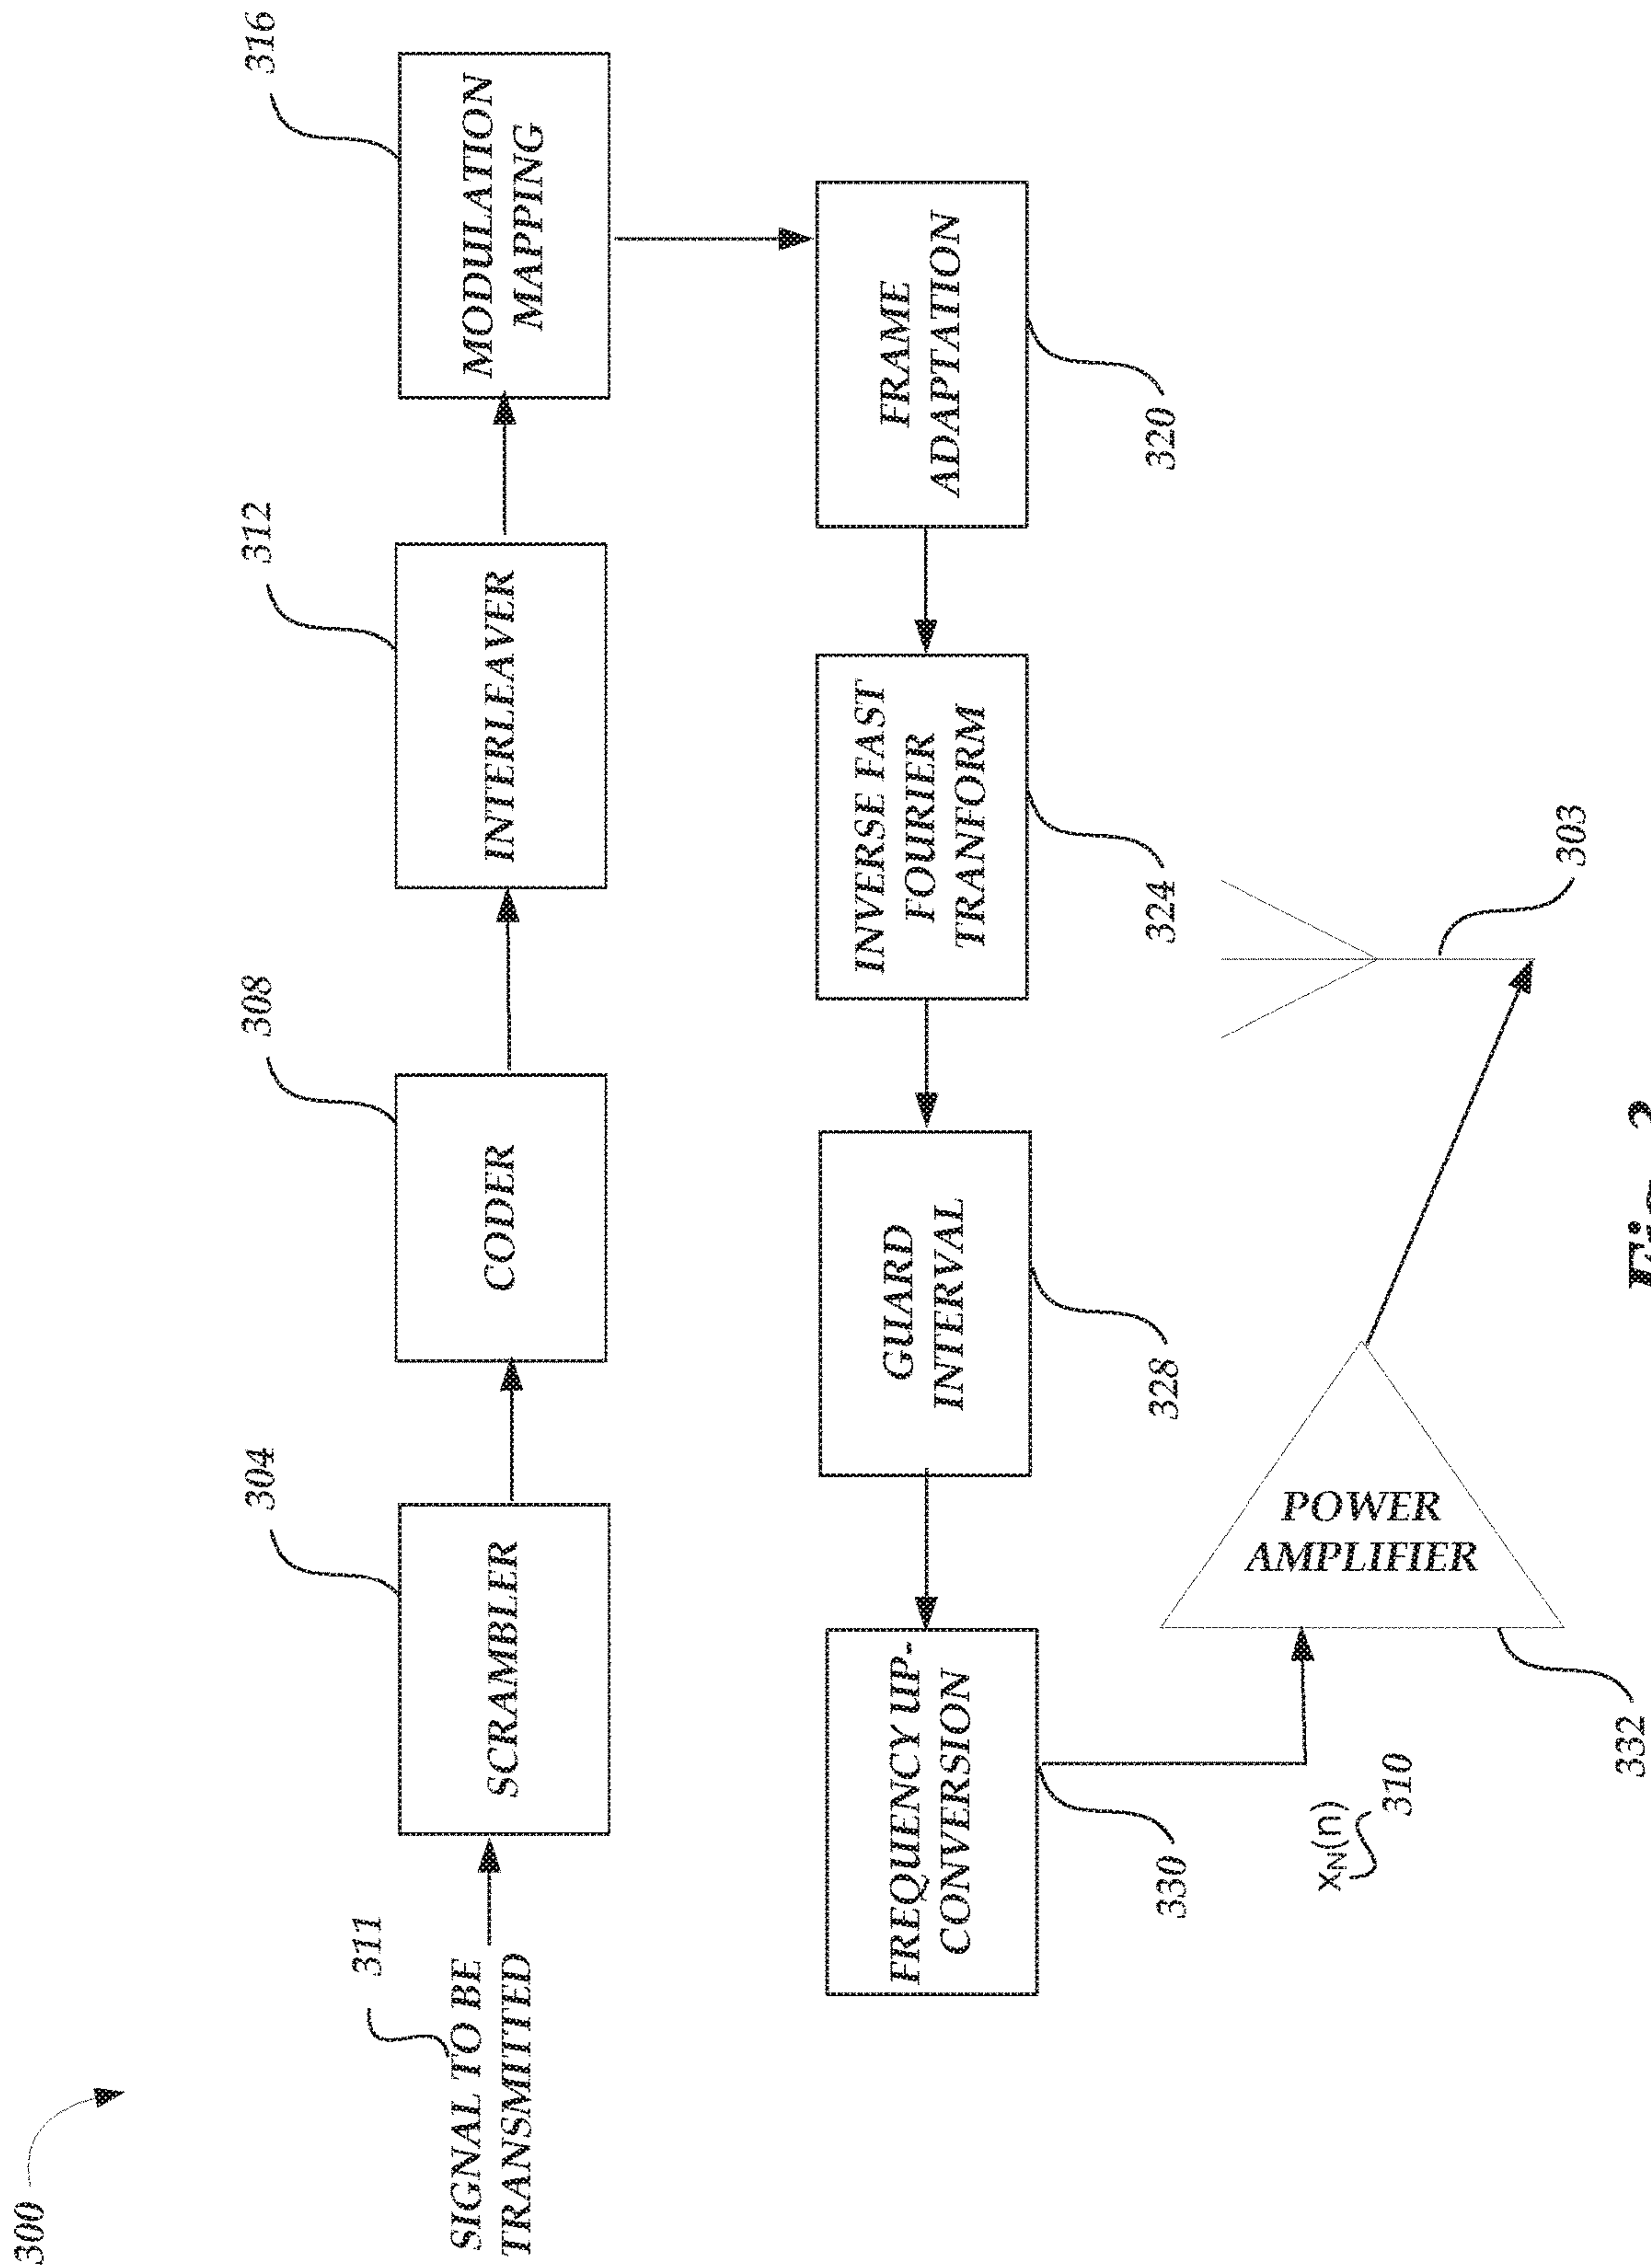 300
311
SIGNAL TO BE
TRANSMITTED
304
SCRAMBLER
308
CODER
312
INTERLEAVER
316
MODULATION
MAPPING
FREQUENCY UP-
CONVERSION
330
GUARD
INTERVAL
328
INVERSE FAST
FOURIER
TRANFORM
324
FRAME
ADAPTATION
320
xN(n)
310
POWER
AMPLIFIER
332
303
Fig.